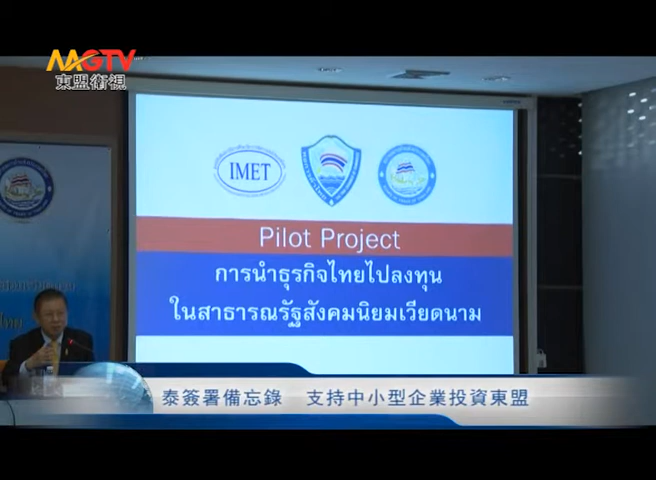 MGTV
東盟衛視
IMET
Pilot Project
การนำธุรกิจไทยไปลงทุน
ในสาธารณรัฐสังคมนิยมเวียดนาม
泰簽署備忘錄 支持中小型企業投資東盟